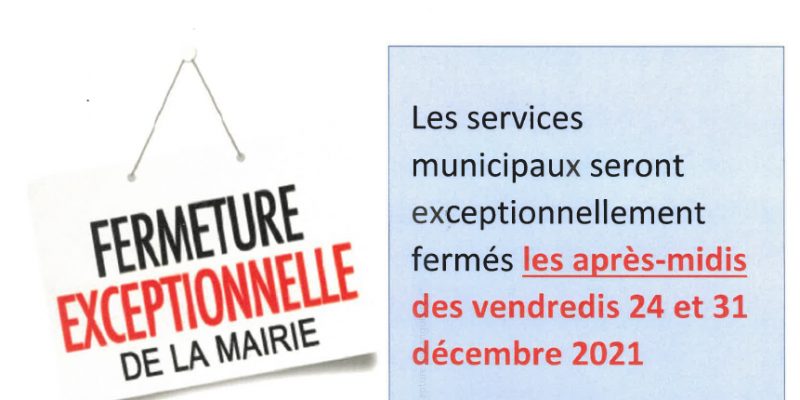 FERMETURE
EXCEPTIONNELLE
DE LA MAIRIE
Les services
municipaux seront
exceptionnellement
fermés les après-midis
des vendredis 24 et 31
décembre 2021